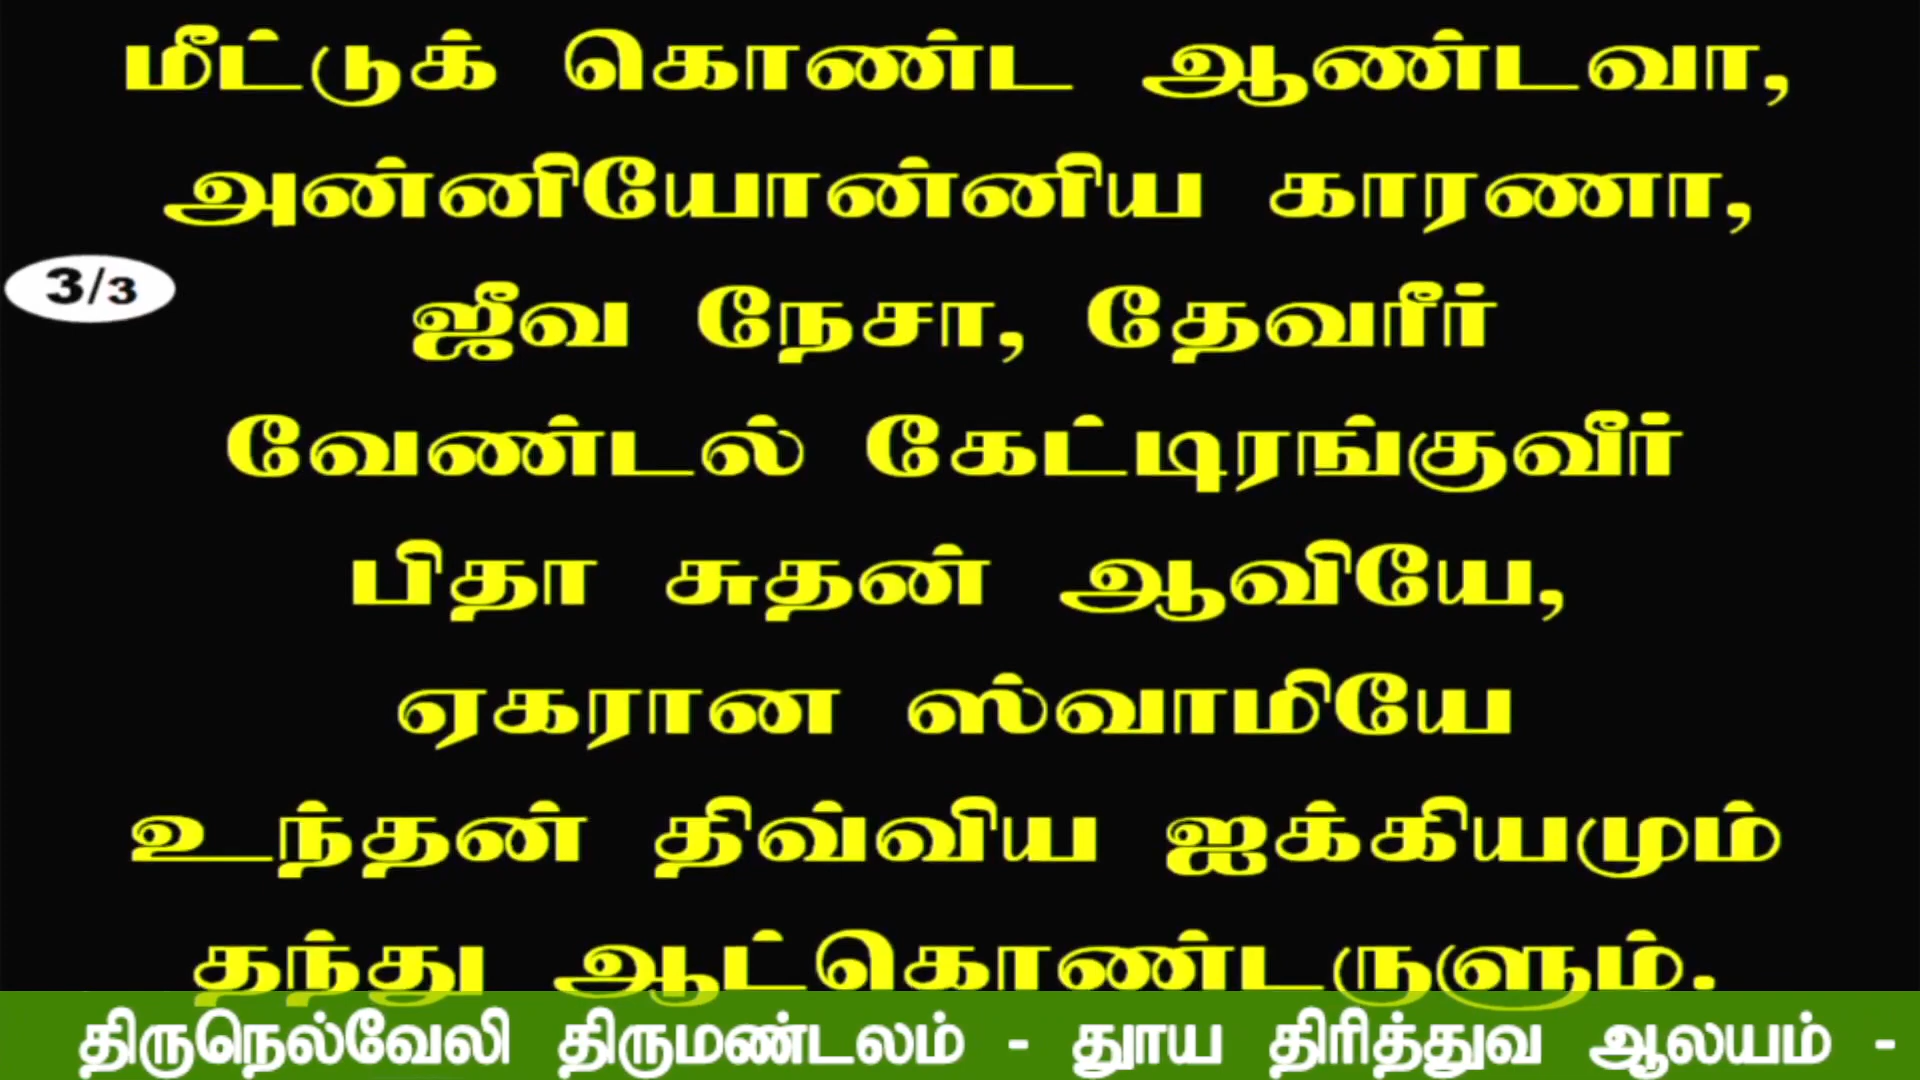 மீட்டுக் கொண்ட ஆண்டவா,
அன்னியோன்னிய காரணா,
3/3
ஜீவ நேசா, தேவரீர்
வேண்டல் கேட்டிரங்குவீர்
பிதா சுதன் ஆவியே,
ஏகரான ஸ்வாமியே
உந்தன் திவ்விய ஐக்கியமும்
தந்து ஆட்கொண்டருளும்.
திருநெல்வேலி திருமண்டலம் - தூய திரித்துவ ஆலயம் -